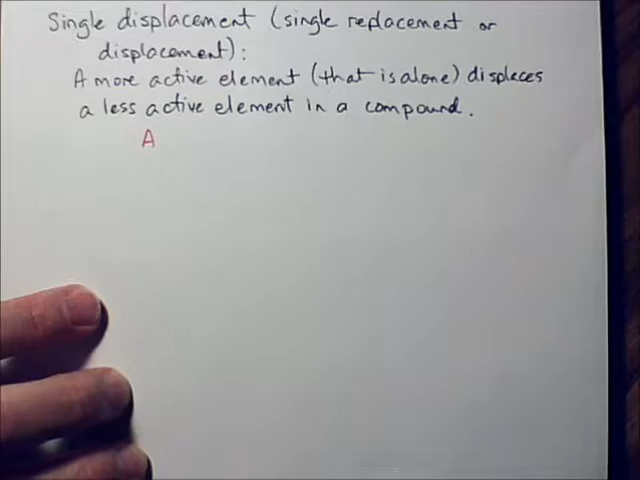 Single displacement (single replacement or
displacement):
A more active element (that is alone) displaces
a less active element in a compound.
A